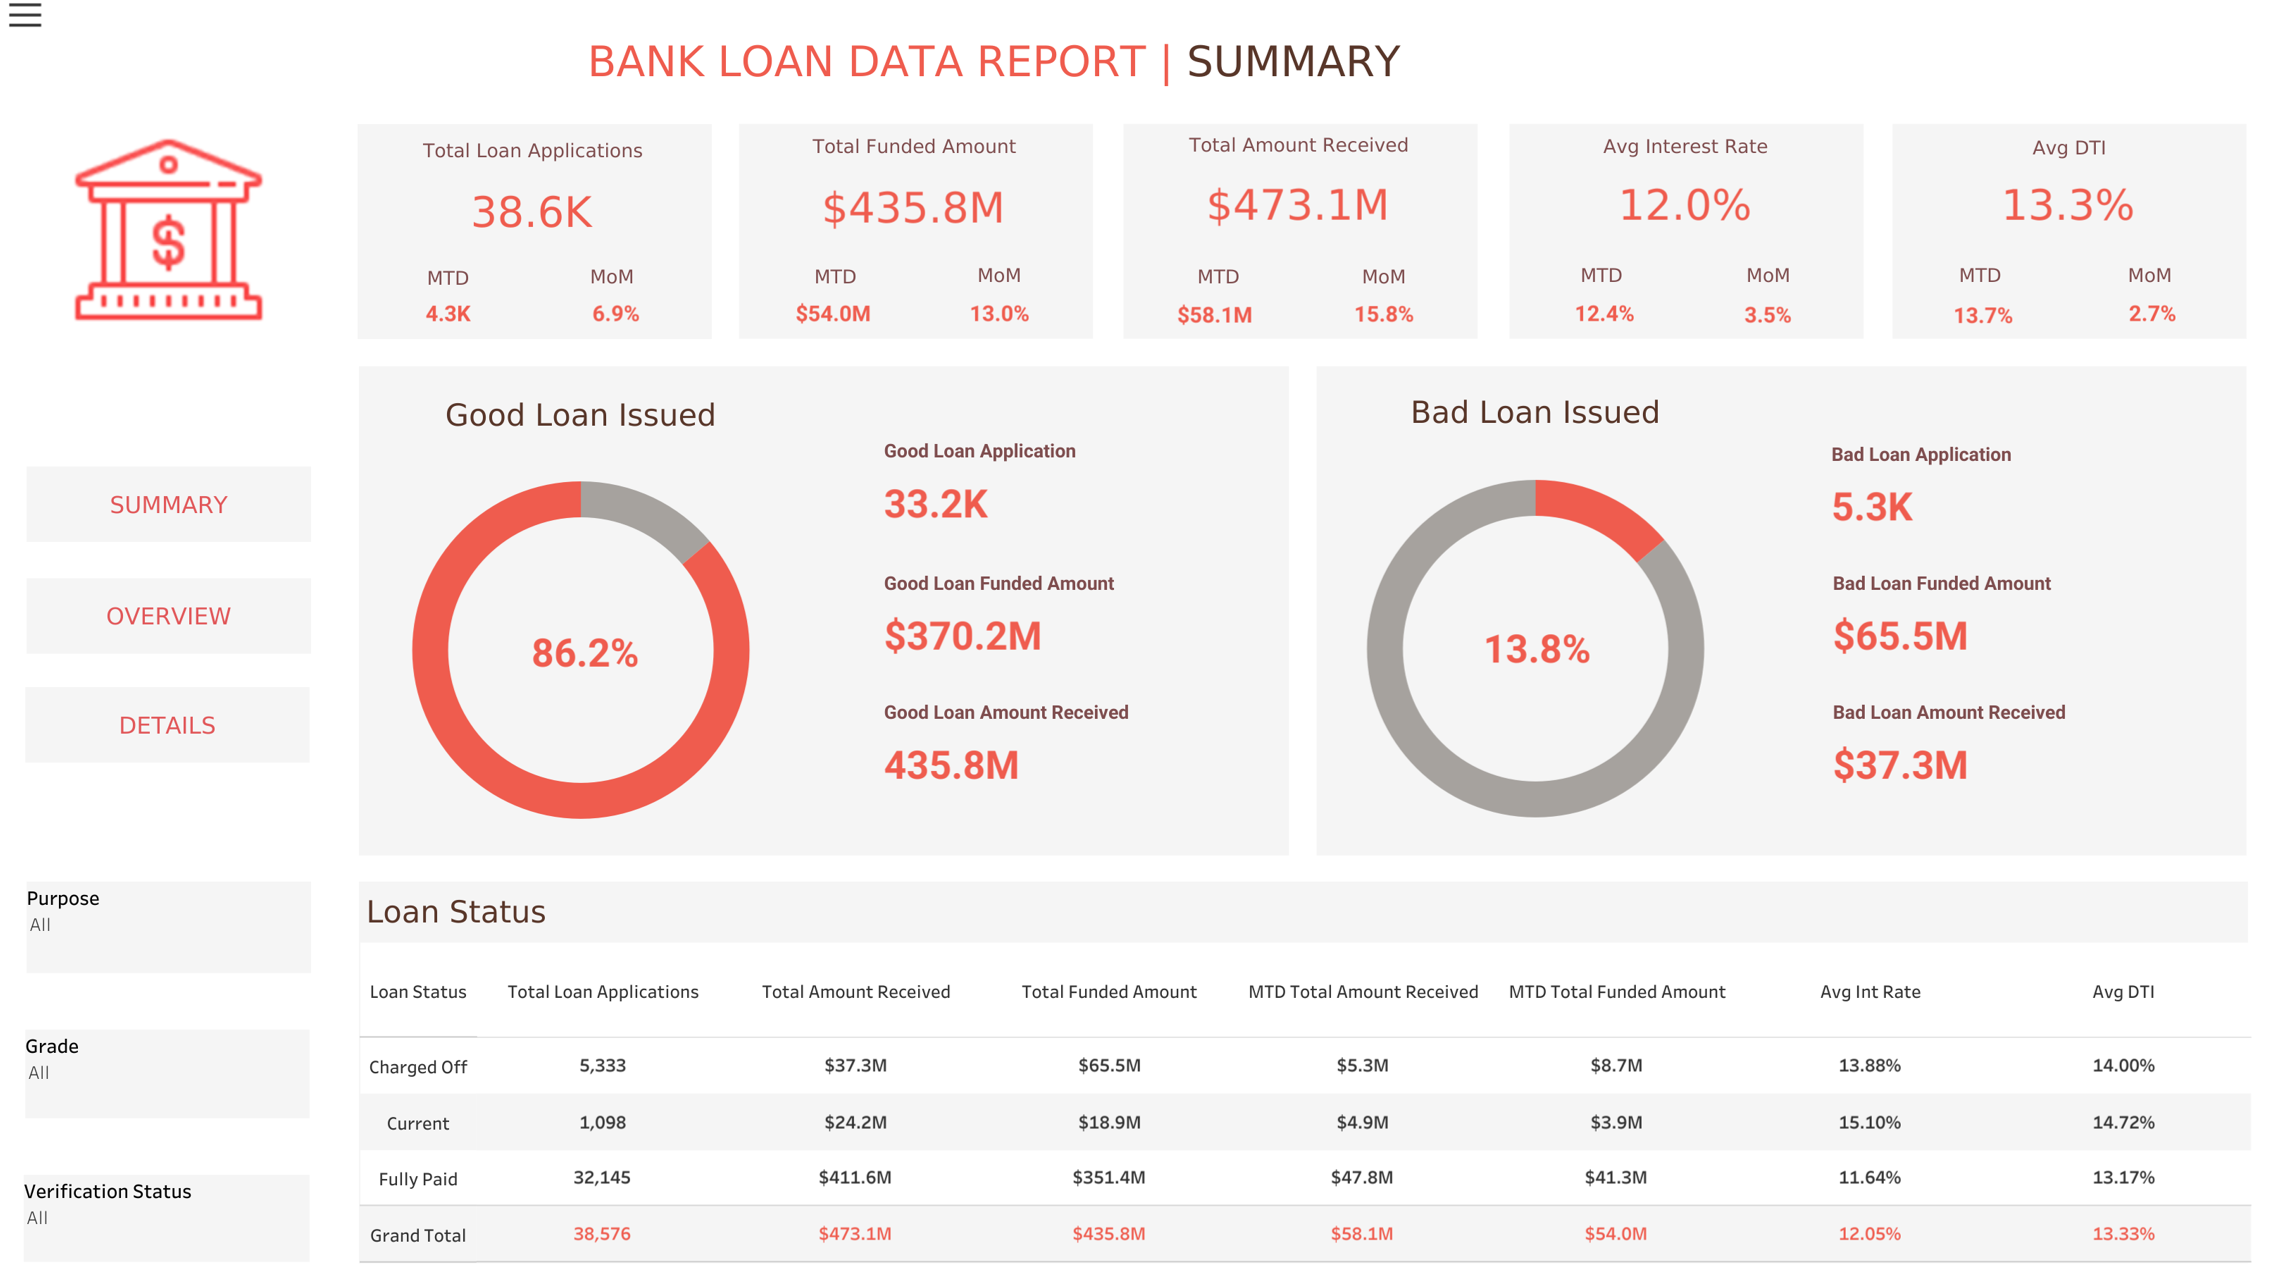 BANK LOAN DATA REPORT | SUMMARY
Total Loan Applications
38.6K
MTD MoM
4.3K 6.9%
Total Funded Amount
$435.8M
MTD MoM
$54.0M 13.0%
Total Amount Received
$473.1M
MTD MoM
$58.1M 15.8%
Avg Interest Rate
12.0%
MTD MoM
12.4% 3.5%
Avg DTI
13.3%
MTD MoM
13.7% 2.7%
$
SUMMARY
OVERVIEW
DETAILS
Good Loan Issued
86.2%
Good Loan Application
33.2K
Good Loan Funded Amount
$370.2M
Good Loan Amount Received
435.8M
Bad Loan Issued
13.8%
Bad Loan Application
5.3K
Bad Loan Funded Amount
$65.5M
Bad Loan Amount Received
$37.3M
Purpose
All
Grade
All
Verification Status
All
Loan Status
Loan Status Total Loan Applications Total Amount Received Total Funded Amount MTD Total Amount Received MTD Total Funded Amount Avg Int Rate Avg DTI
Charged Off 5,333 $37.3M $65.5M $5.3M $8.7M 13.88% 14.00%
Current 1,098 $24.2M $18.9M $4.9M $3.9M 15.10% 14.72%
Fully Paid 32,145 $411.6M $351.4M $47.8M $41.3M 11.64% 13.17%
Grand Total 38,576 $473.1M $435.8M $58.1M $54.0M 12.05% 13.33%